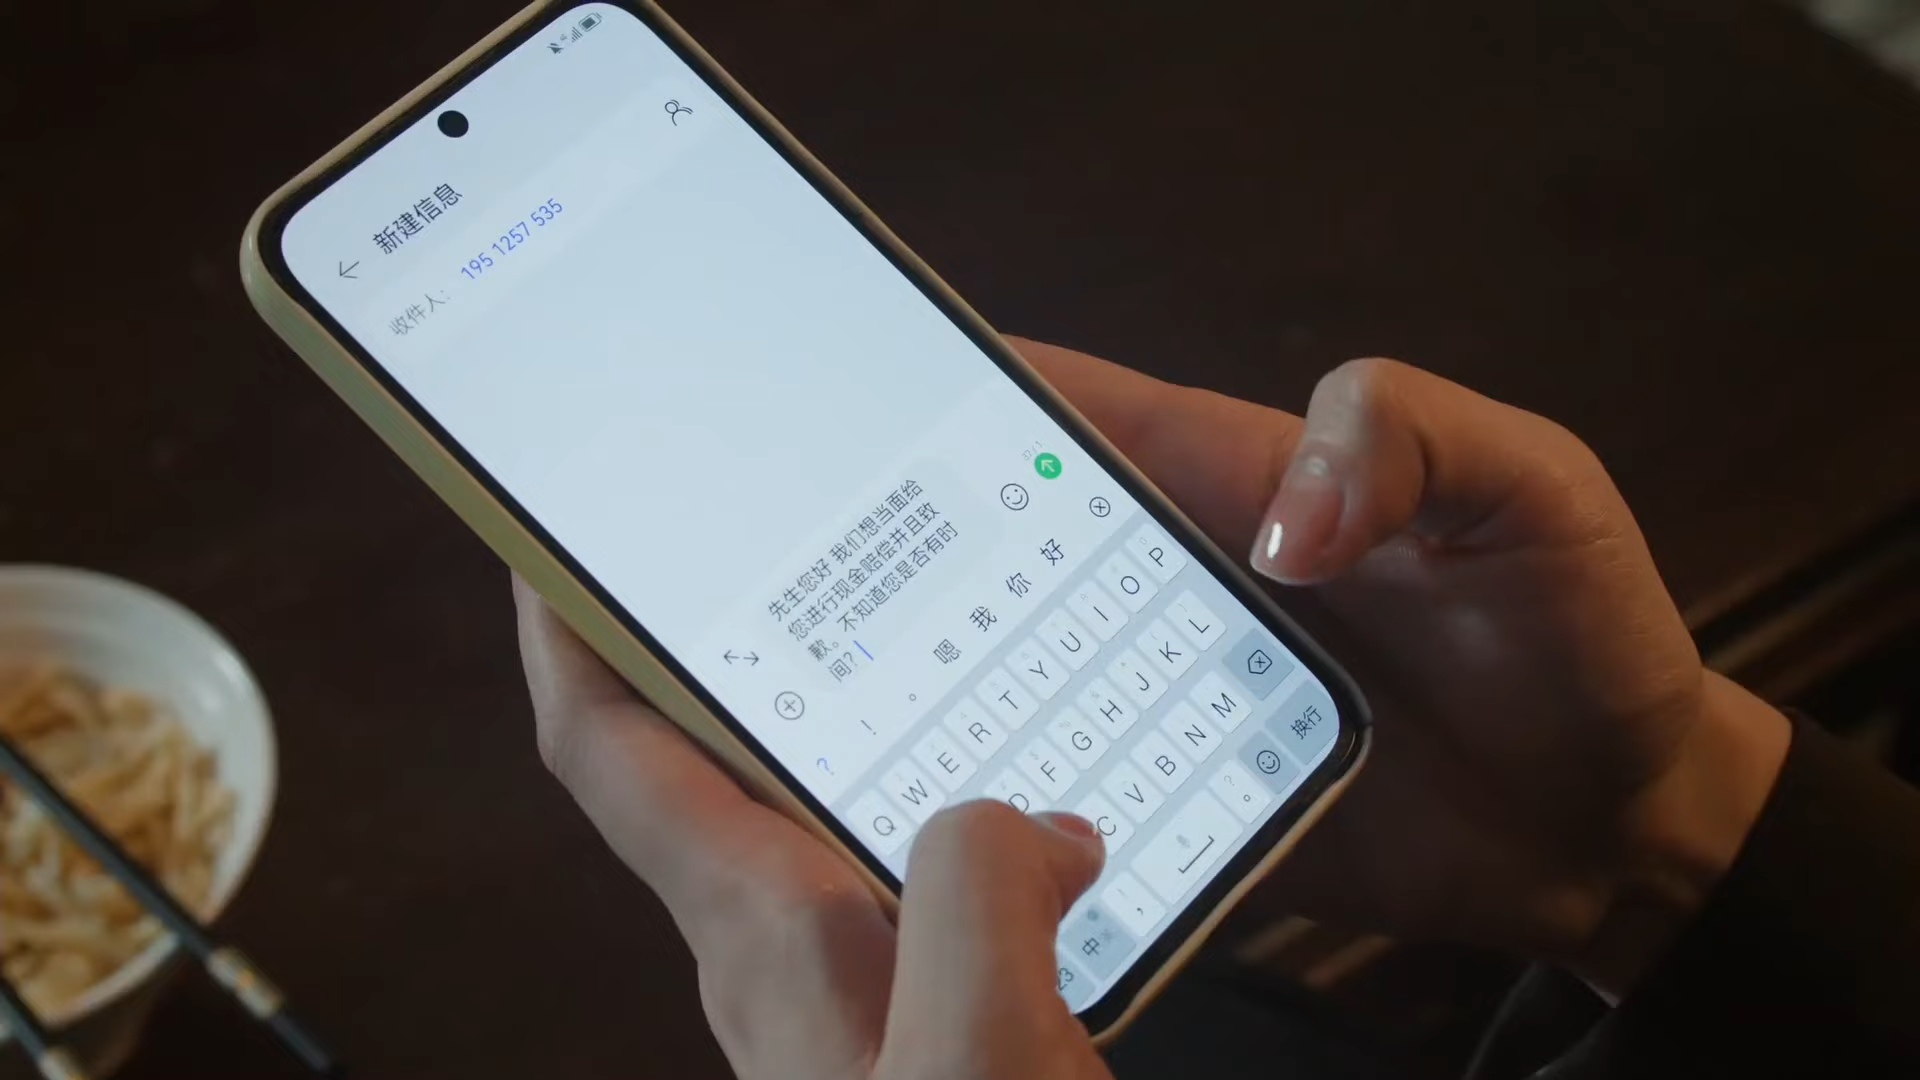 新建信息
收件人： 195 1257 535
先生您好 我们想当面给
您进行现金赔偿并且致
歉。不知道您是否有时
间？
？ ！ 。 嗯 我 你 好
Q W E R T Y U I O P
D F G H J K L
C V B N M
中 ， ？ 。 换行